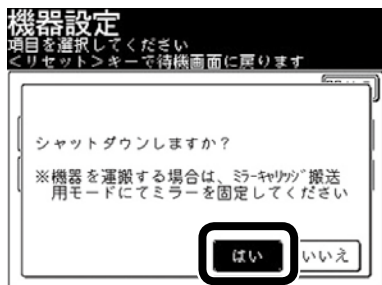 機器設定
項目を選択してください
<リセット>キーで待機画面に戻ります
シャットダウンしますか?
※機器を運搬する場合は、ミラーキャリッジ搬送
用モードにてミラーを固定してください
はい
いいえ